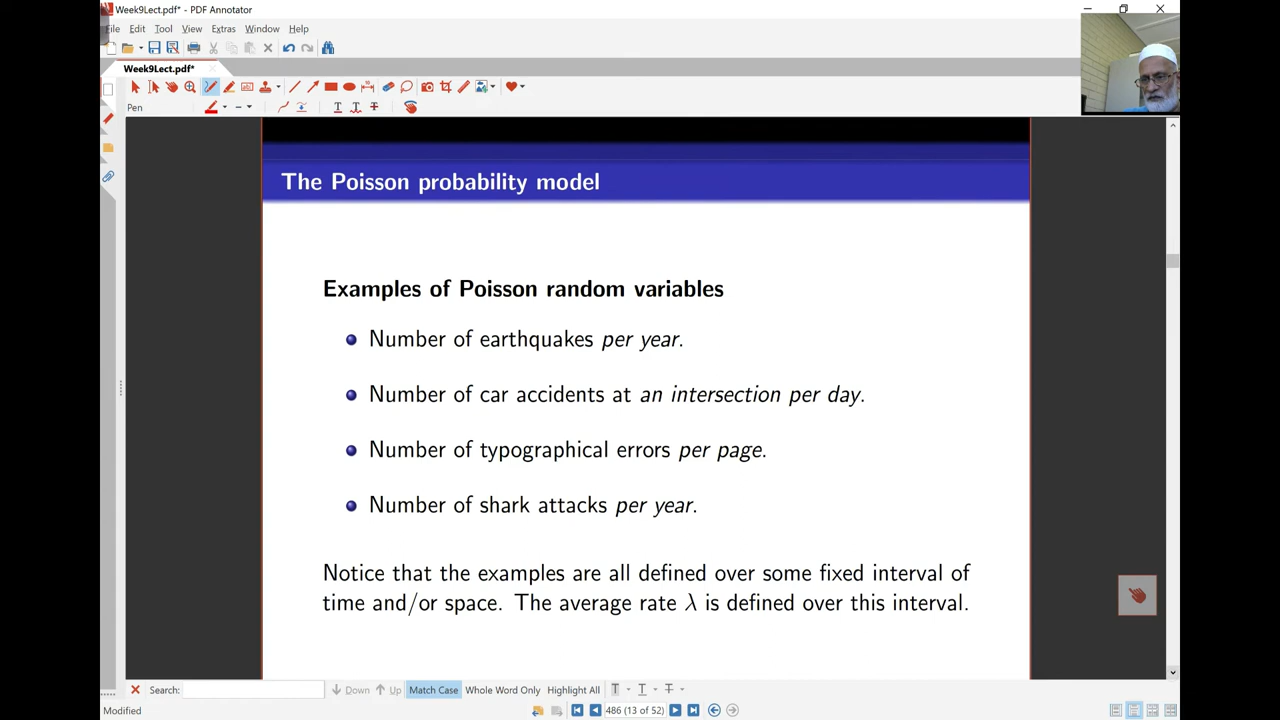 Week9Lect.pdf* - PDF Annotator
File Edit Tool View Extras Window Help
Week9Lect.pdf*
Pen
The Poisson probability model
Examples of Poisson random variables
Number of earthquakes per year.
Number of car accidents at an intersection per day.
Number of typographical errors per page.
Number of shark attacks per year.
Notice that the examples are all defined over some fixed interval of
time and/or space. The average rate λ is defined over this interval.
Search: Down Up Match Case Whole Word Only Highlight All
Modified 486 (13 of 52)